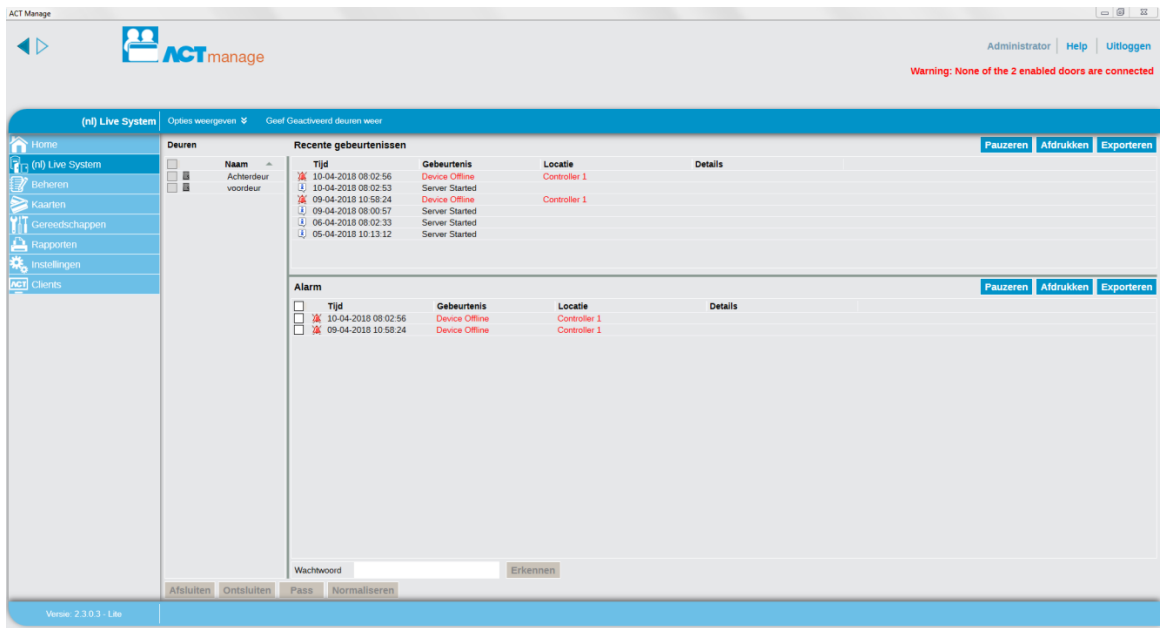 ACT Manage
ACTmanage
Administrator Help Uitloggen
Warning: None of the 2 enabled doors are connected
(nl) Live System Opties weergeven Geef Geactiveerd deuren weer
Home
(nl) Live System
Beheren
Kaarten
Gereedschappen
Rapporten
Instellingen
ACT Clients
Deuren
Naam
Achterdeur
voordeur
Recente gebeurtenissen Pauzeren Afdrukken Exporteren
Tijd Gebeurtenis Locatie Details
10-04-2018 08:02:56 Device Offline Controller 1
10-04-2018 08:02:53 Server Started
09-04-2018 10:58:24 Device Offline Controller 1
09-04-2018 08:00:57 Server Started
06-04-2018 08:02:33 Server Started
05-04-2018 10:13:12 Server Started
Alarm Pauzeren Afdrukken Exporteren
Tijd Gebeurtenis Locatie Details
10-04-2018 08:02:56 Device Offline Controller 1
09-04-2018 10:58:24 Device Offline Controller 1
Wachtwoord Erkennen
Afsluiten Ontsluiten Pass Normaliseren
Versie: 2.3.0.3 - Lite